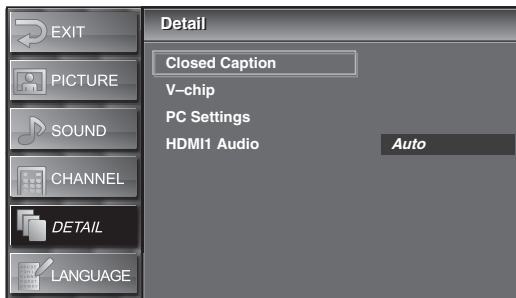 EXIT
PICTURE
SOUND
CHANNEL
DETAIL
LANGUAGE
Detail
Closed Caption
V–chip
PC Settings
HDMI1 Audio Auto